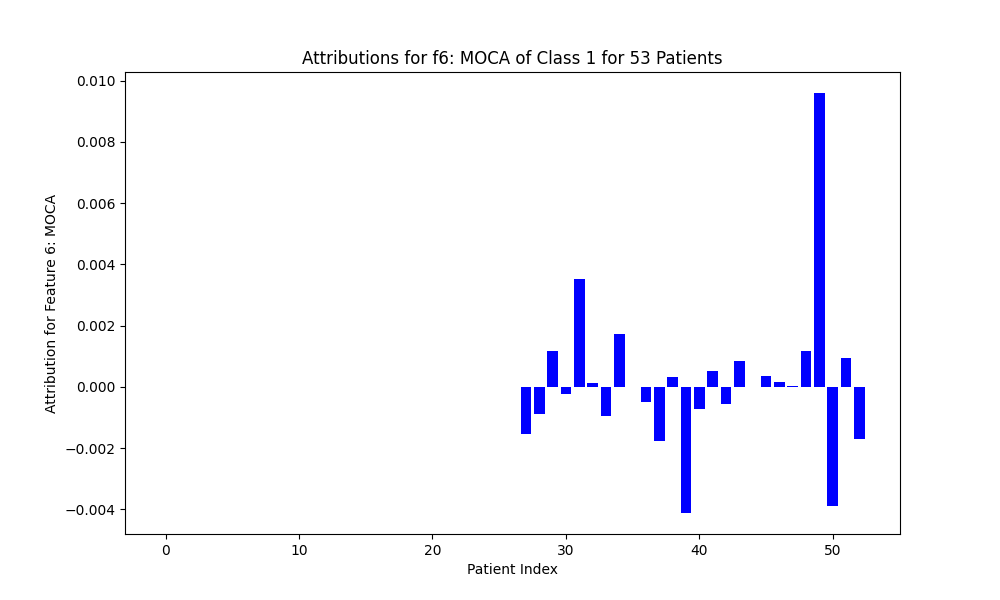 Attributions for f6: MOCA of Class 1 for 53 Patients
Attribution for Feature 6: MOCA
0.010
0.008
0.006
0.004
0.002
0.000
−0.002
−0.004
0 10 20 30 40 50
Patient Index